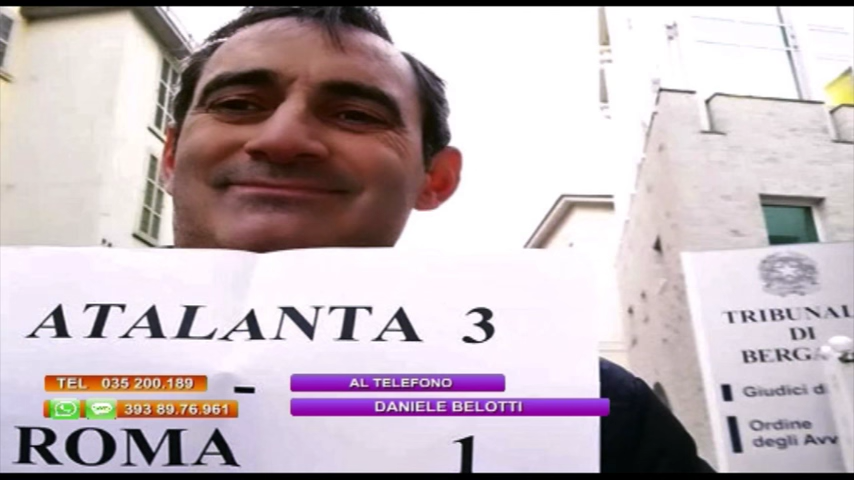 ATALANTA 3
-
ROMA 1
TEL 035 200.189
393 89.76.961
AL TELEFONO
DANIELE BELOTTI
TRIBUNAL
DI
BERGA
Giudici di
Ordine
degli Avv